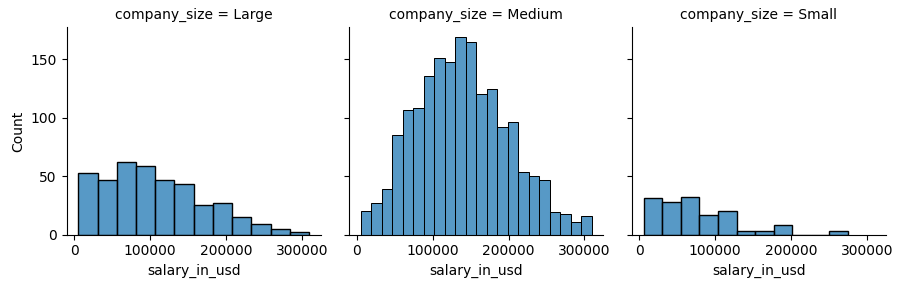 company_size = Large
company_size = Medium
company_size = Small
Count
150
100
50
0
0 100000 200000 300000
0 100000 200000 300000
0 100000 200000 300000
salary_in_usd
salary_in_usd
salary_in_usd